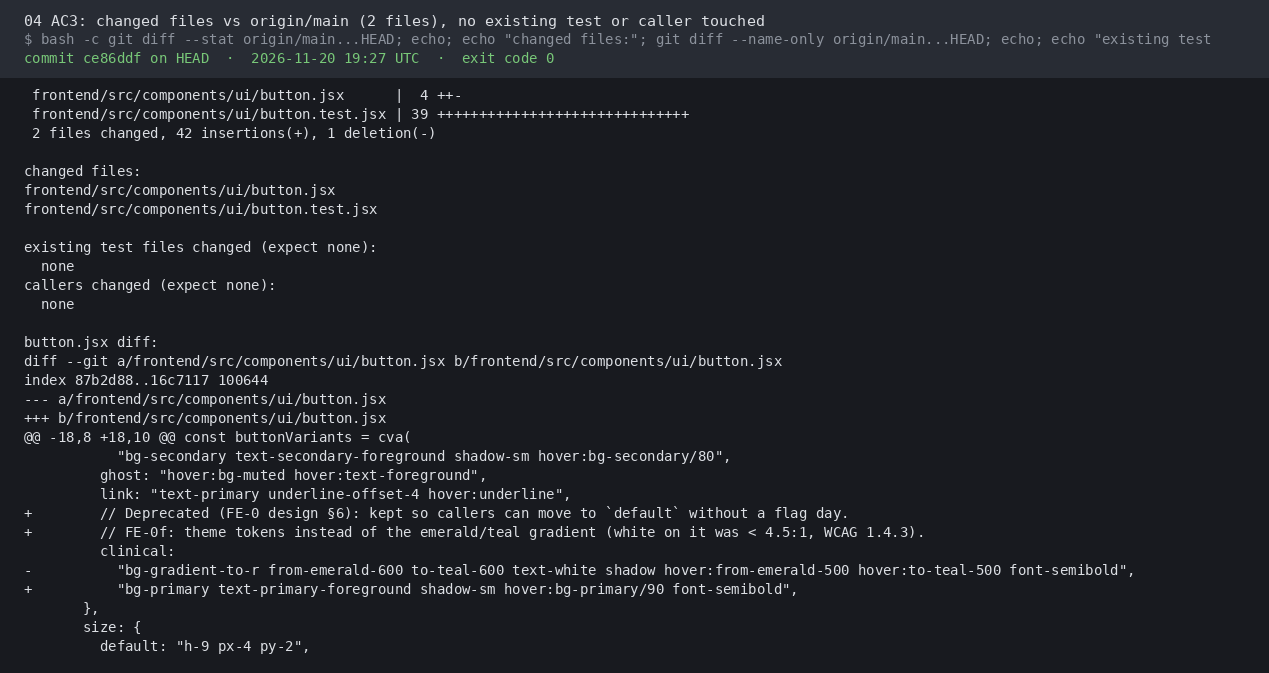 04 AC3: changed files vs origin/main (2 files), no existing test or caller touched
$ bash -c git diff --stat origin/main...HEAD; echo; echo "changed files:"; git diff --name-only origin/main...HEAD; echo; echo "existing test
commit ce86ddf on HEAD  ·  2026-11-20 19:27 UTC  ·  exit code 0
 frontend/src/components/ui/button.jsx      |  4 ++-
 frontend/src/components/ui/button.test.jsx | 39 ++++++++++++++++++++++++++++++
 2 files changed, 42 insertions(+), 1 deletion(-)
changed files:
frontend/src/components/ui/button.jsx
frontend/src/components/ui/button.test.jsx
existing test files changed (expect none):
  none
callers changed (expect none):
  none
button.jsx diff:
diff --git a/frontend/src/components/ui/button.jsx b/frontend/src/components/ui/button.jsx
index 87b2d88..16c7117 100644
--- a/frontend/src/components/ui/button.jsx
+++ b/frontend/src/components/ui/button.jsx
@@ -18,8 +18,10 @@ const buttonVariants = cva(
           "bg-secondary text-secondary-foreground shadow-sm hover:bg-secondary/80",
         ghost: "hover:bg-muted hover:text-foreground",
         link: "text-primary underline-offset-4 hover:underline",
+        // Deprecated (FE-0 design §6): kept so callers can move to `default` without a flag day.
+        // FE-0f: theme tokens instead of the emerald/teal gradient (white on it was < 4.5:1, WCAG 1.4.3).
         clinical:
-          "bg-gradient-to-r from-emerald-600 to-teal-600 text-white shadow hover:from-emerald-500 hover:to-teal-500 font-semibold",
+          "bg-primary text-primary-foreground shadow-sm hover:bg-primary/90 font-semibold",
       },
       size: {
         default: "h-9 px-4 py-2",